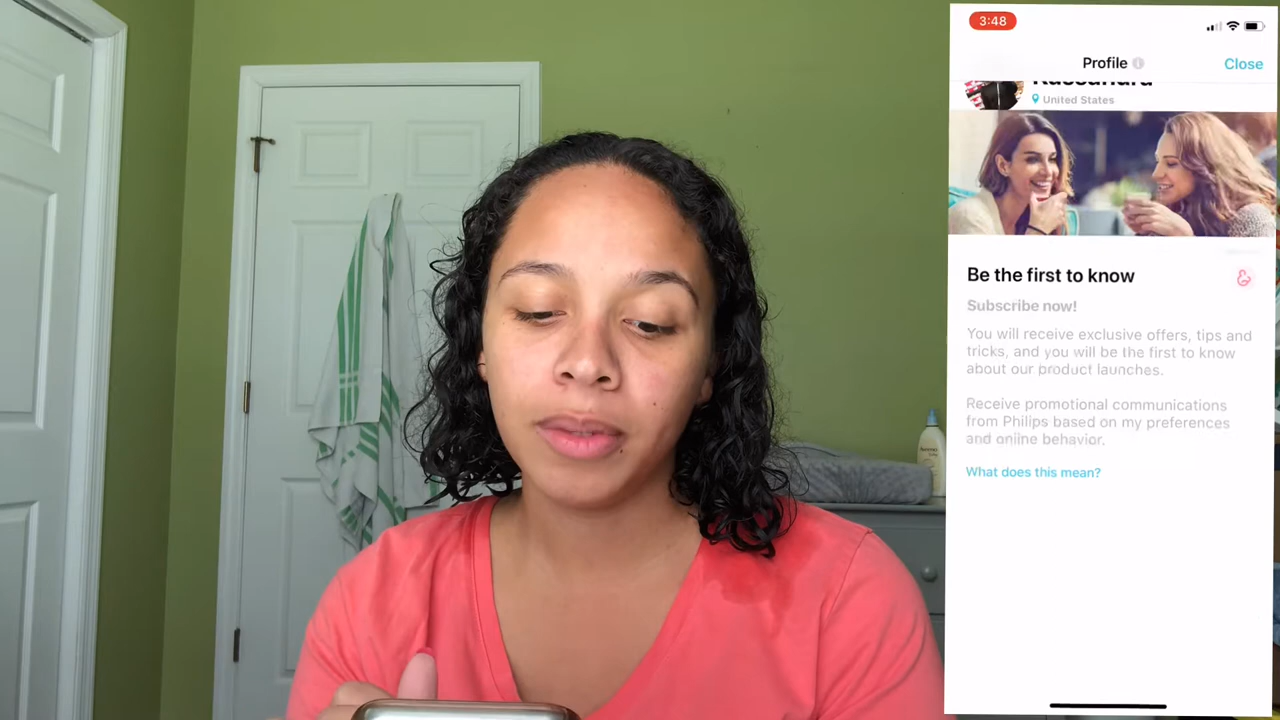 3:48
Profile
Close
United States
Be the first to know
Subscribe now!
You will receive exclusive offers, tips and
tricks, and you will be the first to know
about our product launches.
Receive promotional communications
from Philips based on my preferences
and online behavior.
What does this mean?